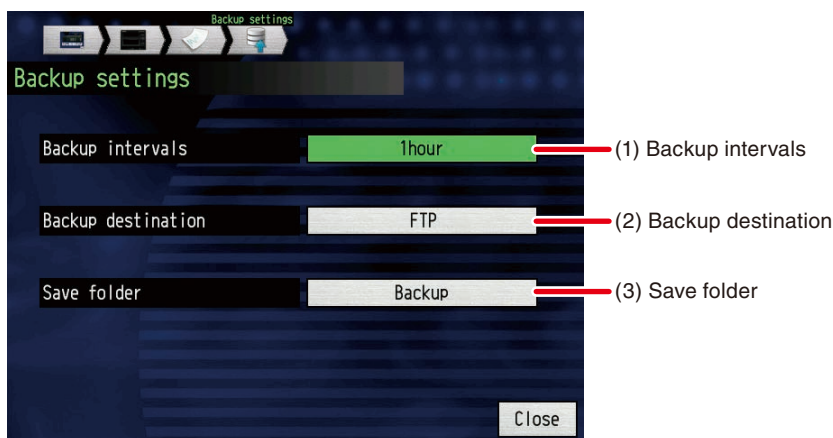 Backup settings
Backup settings
Backup intervals 1hour (1) Backup intervals
Backup destination FTP (2) Backup destination
Save folder Backup (3) Save folder
Close